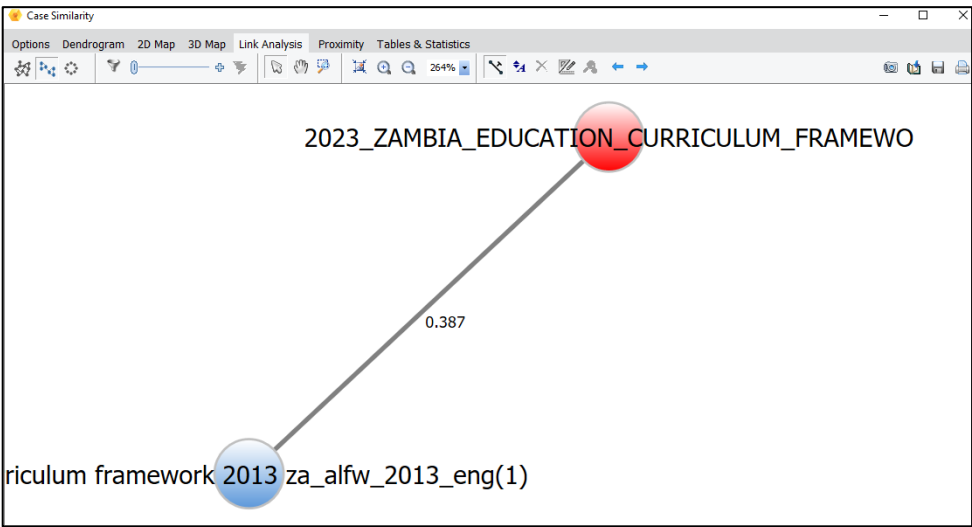 Case Similarity
Options Dendrogram 2D Map 3D Map Link Analysis Proximity Tables & Statistics
264%
2023_ZAMBIA_EDUCATION_CURRICULUM_FRAMEWO
0.387
riculum framework 2013 za_alfw_2013_eng(1)